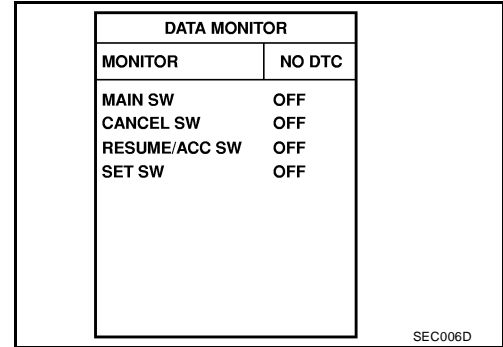 DATA MONITOR
MONITOR NO DTC
MAIN SW OFF
CANCEL SW OFF
RESUME/ACC SW OFF
SET SW OFF
SEC006D